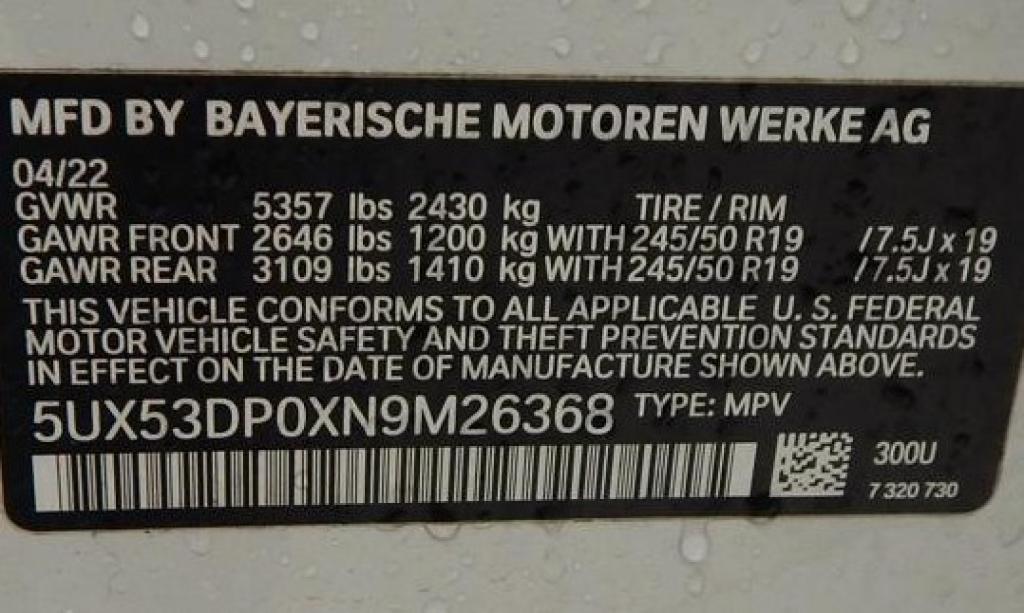 MFD BY BAYERISCHE MOTOREN WERKE AG
04/22
GVWR 5357 lbs 2430 kg TIRE / RIM
GAWR FRONT 2646 lbs 1200 kg WITH 245/50 R19 / 7.5J x 19
GAWR REAR 3109 lbs 1410 kg WITH 245/50 R19 / 7.5J x 19
THIS VEHICLE CONFORMS TO ALL APPLICABLE U. S. FEDERAL
MOTOR VEHICLE SAFETY AND THEFT PREVENTION STANDARDS
IN EFFECT ON THE DATE OF MANUFACTURE SHOWN ABOVE.
5UX53DP0XN9M26368 TYPE: MPV
300U
7 320 730